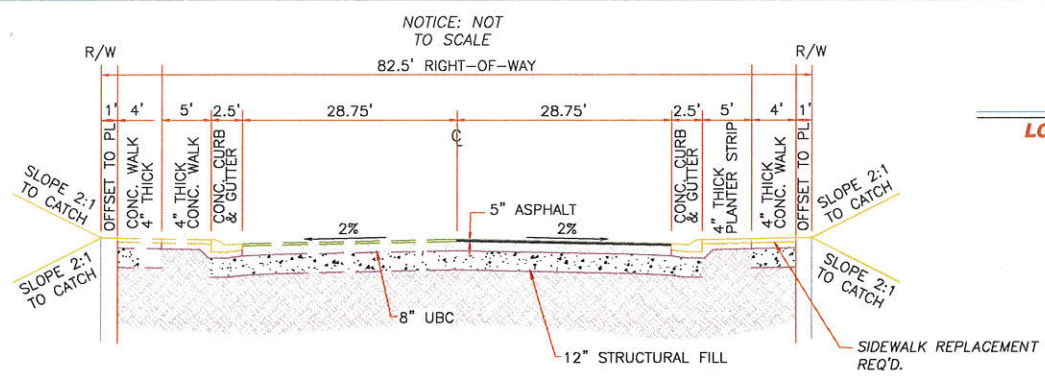 NOTICE: NOT
TO SCALE
R/W
R/W
82.5' RIGHT-OF-WAY
1'
4'
5'
2.5'
28.75'
28.75'
2.5'
5'
4'
1'
OFFSET TO PL
CONC. WALK
4" THICK
4" THICK
CONC. WALK
CONC. CURB
& GUTTER
℄
CONC. CURB
& GUTTER
4" THICK
PLANTER STRIP
4" THICK
CONC. WALK
OFFSET TO PL
LO
SLOPE 2:1
TO CATCH
SLOPE 2:1
TO CATCH
5" ASPHALT
2%
2%
SLOPE 2:1
TO CATCH
SLOPE 2:1
TO CATCH
8" UBC
12" STRUCTURAL FILL
SIDEWALK REPLACEMENT
REQ'D.